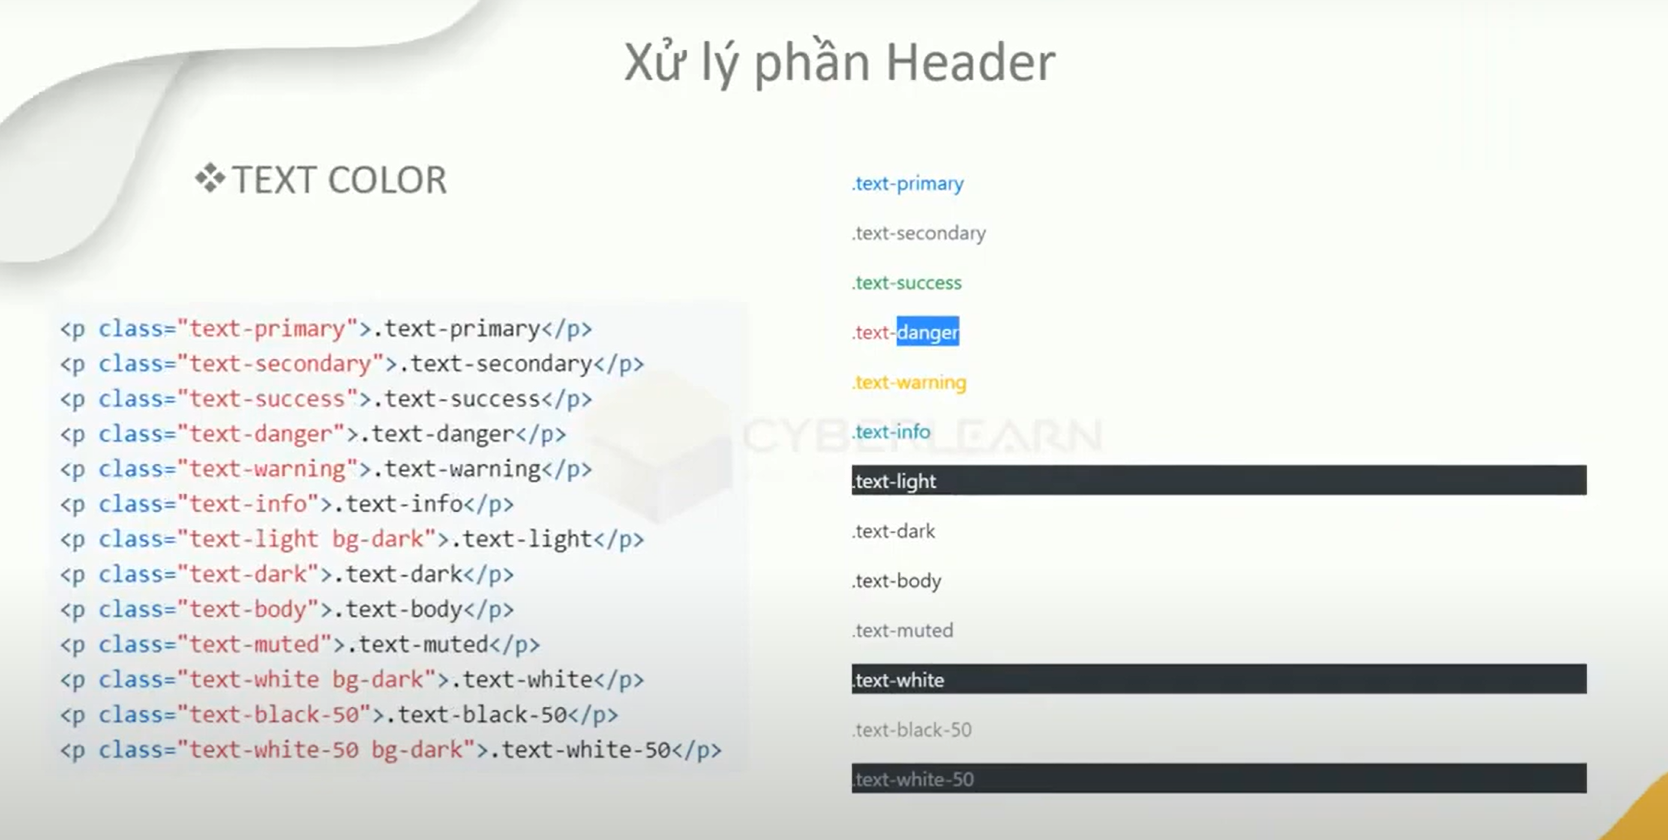 Xử lý phần Header
TEXT COLOR
<p class="text-primary">.text-primary</p>
<p class="text-secondary">.text-secondary</p>
<p class="text-success">.text-success</p>
<p class="text-danger">.text-danger</p>
<p class="text-warning">.text-warning</p>
<p class="text-info">.text-info</p>
<p class="text-light bg-dark">.text-light</p>
<p class="text-dark">.text-dark</p>
<p class="text-body">.text-body</p>
<p class="text-muted">.text-muted</p>
<p class="text-white bg-dark">.text-white</p>
<p class="text-black-50">.text-black-50</p>
<p class="text-white-50 bg-dark">.text-white-50</p>
.text-primary
.text-secondary
.text-success
.text-danger
.text-warning
.text-info
.text-light
.text-dark
.text-body
.text-muted
.text-white
.text-black-50
.text-white-50
CYBERLEARN